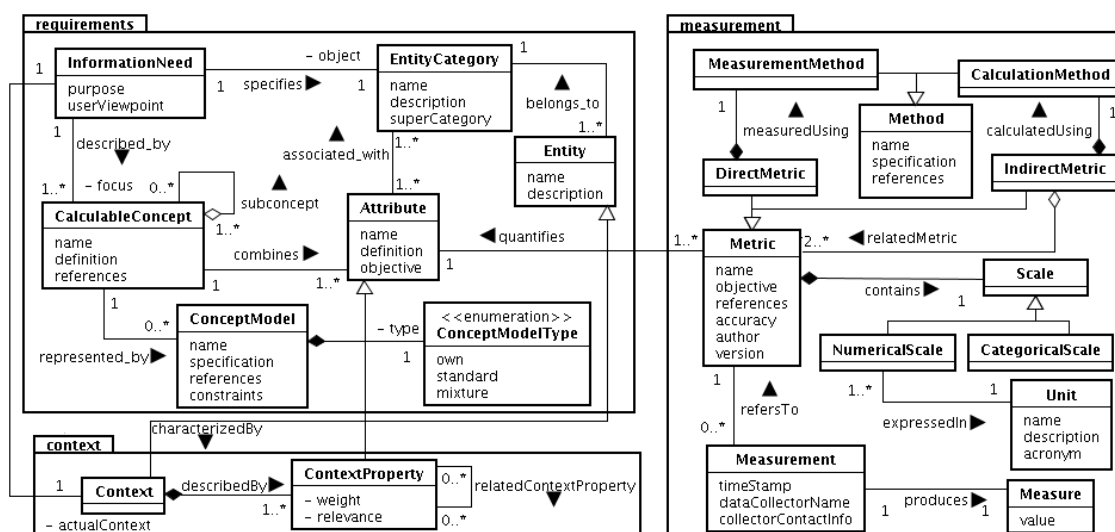 requirements
InformationNeed
purpose
userViewpoint
1
1
specifies
- object
1
EntityCategory
name
description
superCategory
1
belongs_to
1..*
Entity
name
description
1
described_by
1..*
- focus
0..*
1..*
subconcept
1..*
associated_with
1..*
CalculableConcept
name
definition
references
combines
1
1..*
Attribute
name
definition
objective
1
quantifies
1..*
1
0..*
represented_by
ConceptModel
name
specification
references
constraints
- type
1
<<enumeration>>
ConceptModelType
own
standard
mixture
characterizedBy
context
1
Context
- actualContext
describedBy
1..*
ContextProperty
- weight
- relevance
0..*
0..*
relatedContextProperty
measurement
MeasurementMethod
CalculationMethod
1
measuredUsing
Method
name
specification
references
calculatedUsing
1
DirectMetric
IndirectMetric
Metric
name
objective
references
accuracy
author
version
2..*
relatedMetric
contains
1
Scale
NumericalScale
CategoricalScale
1..*
expressedIn
1
Unit
name
description
acronym
1
refersTo
0..*
Measurement
timeStamp
dataCollectorName
collectorContactInfo
produces
1
1
Measure
value